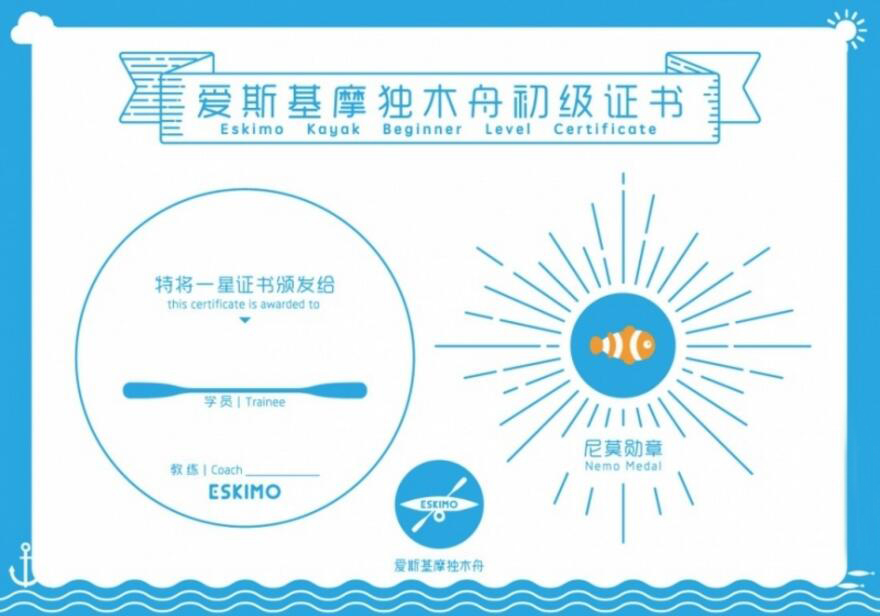 爱斯基摩独木舟初级证书
Eskimo Kayak Beginner Level Certificate
特将一星证书颁发给
this certificate is awarded to
学员 | Trainee
教练 | Coach
ESKIMO
尼莫勋章
Nemo Medal
ESKIMO
爱斯基摩独木舟